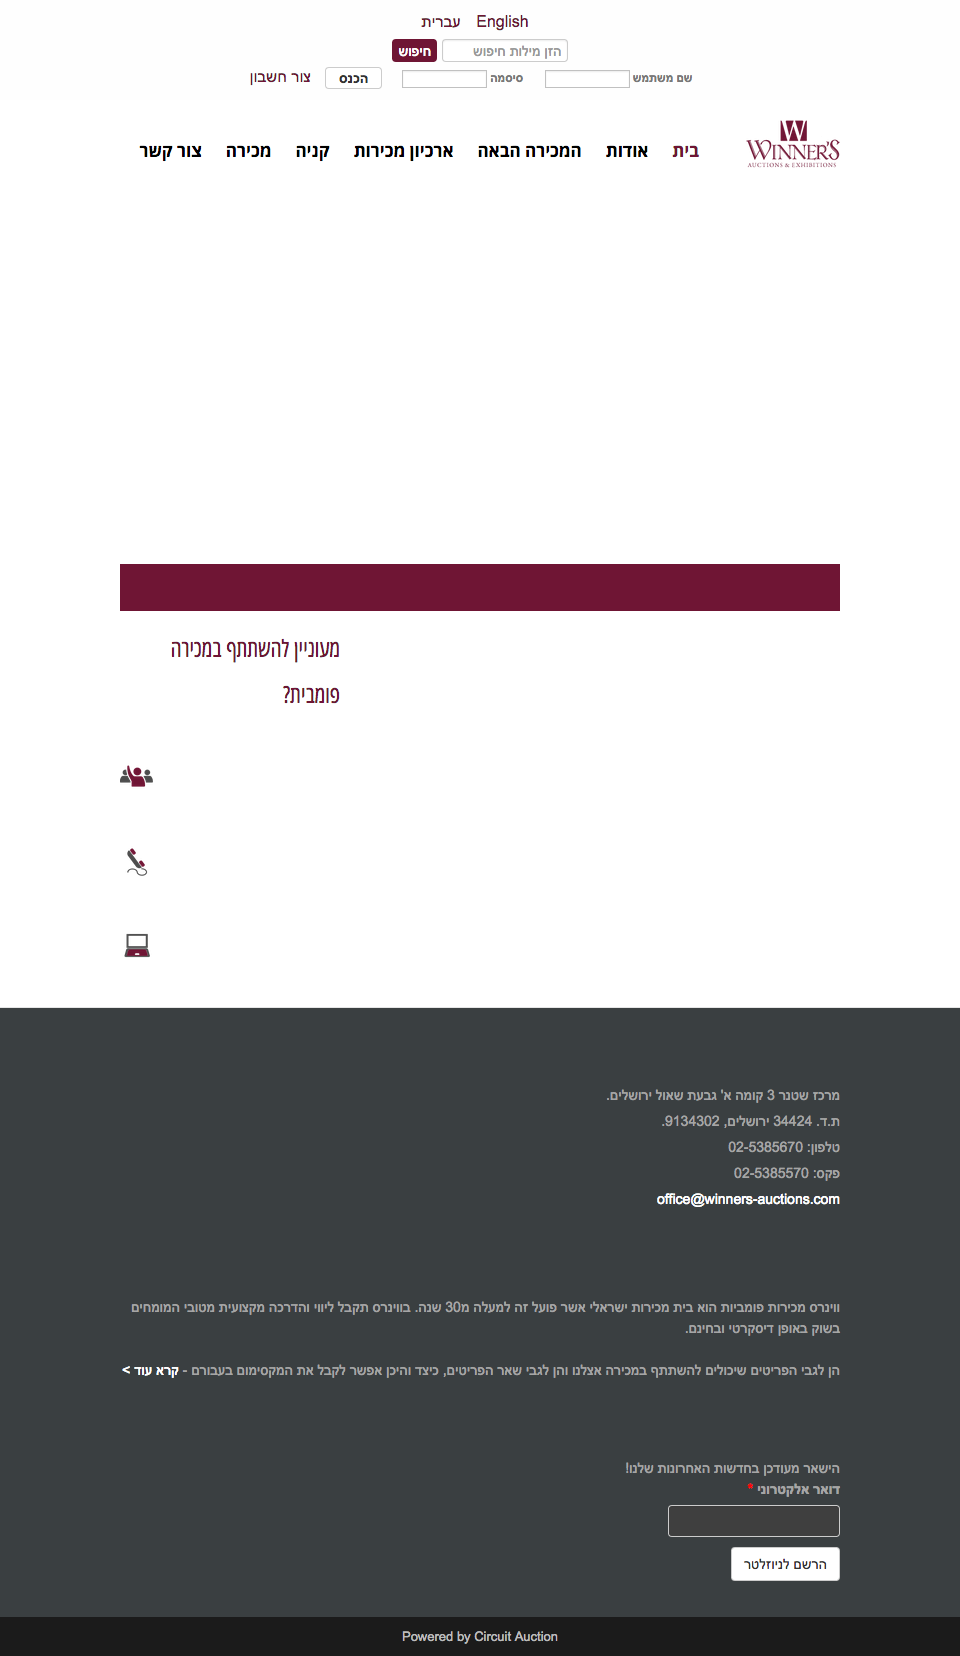 עברית English
הזן מילות חיפוש חיפוש
שם משתמש סיסמה הכנס צור חשבון
W
WINNER'S
AUCTIONS & EXHIBITIONS
בית אודות המכירה הבאה ארכיון מכירות קניה מכירה צור קשר
מעוניין להשתתף במכירה
פומבית?
מרכז שטנר 3 קומה א' גבעת שאול ירושלים.
ת.ד. 34424 ירושלים, 9134302.
טלפון: 02-5385670
פקס: 02-5385570
office@winners-auctions.com
ווינרס מכירות פומביות הוא בית מכירות ישראלי אשר פועל זה למעלה מ30 שנה. בווינרס תקבל ליווי והדרכה מקצועית מטובי המומחים
בשוק באופן דיסקרטי ובחינם.
הן לגבי הפריטים שיכולים להשתתף במכירה אצלנו והן לגבי שאר הפריטים, כיצד והיכן אפשר לקבל את המקסימום בעבורם - קרא עוד >
הישאר מעודכן בחדשות האחרונות שלנו!
דואר אלקטרוני *
הרשם לניוזלטר
Powered by Circuit Auction